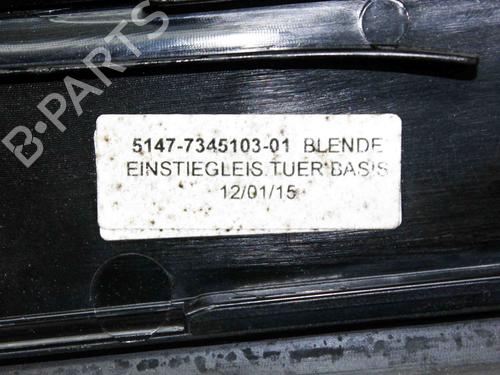 B-PARTS
5147-7345103-01 BLENDE
EINSTIEGLEIS.TUER BASIS
12/01/15